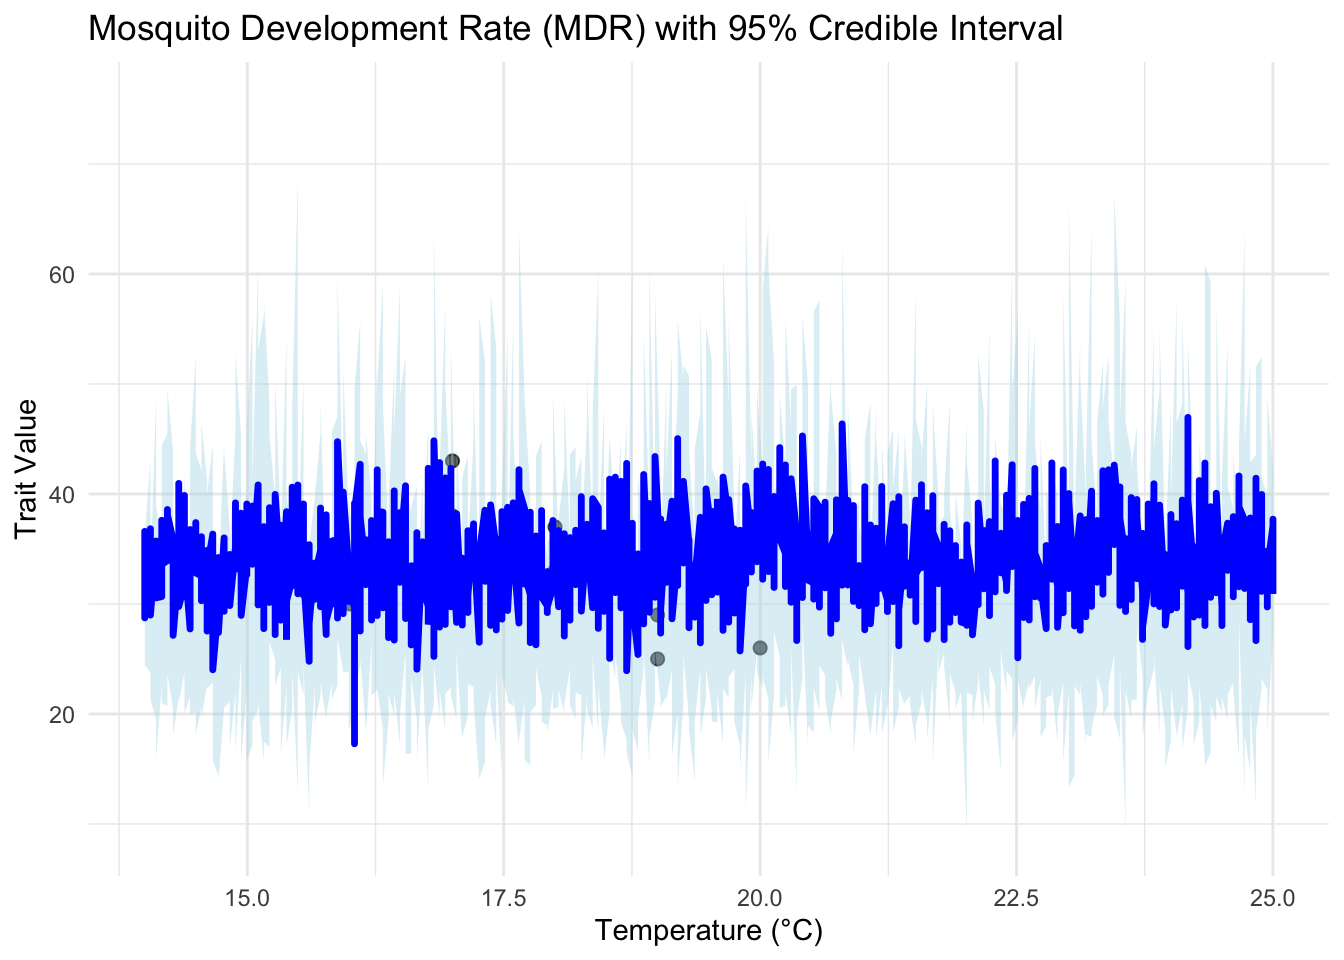 Mosquito Development Rate (MDR) with 95% Credible Interval
60
40
20
Trait Value
15.0 17.5 20.0 22.5 25.0
Temperature (°C)